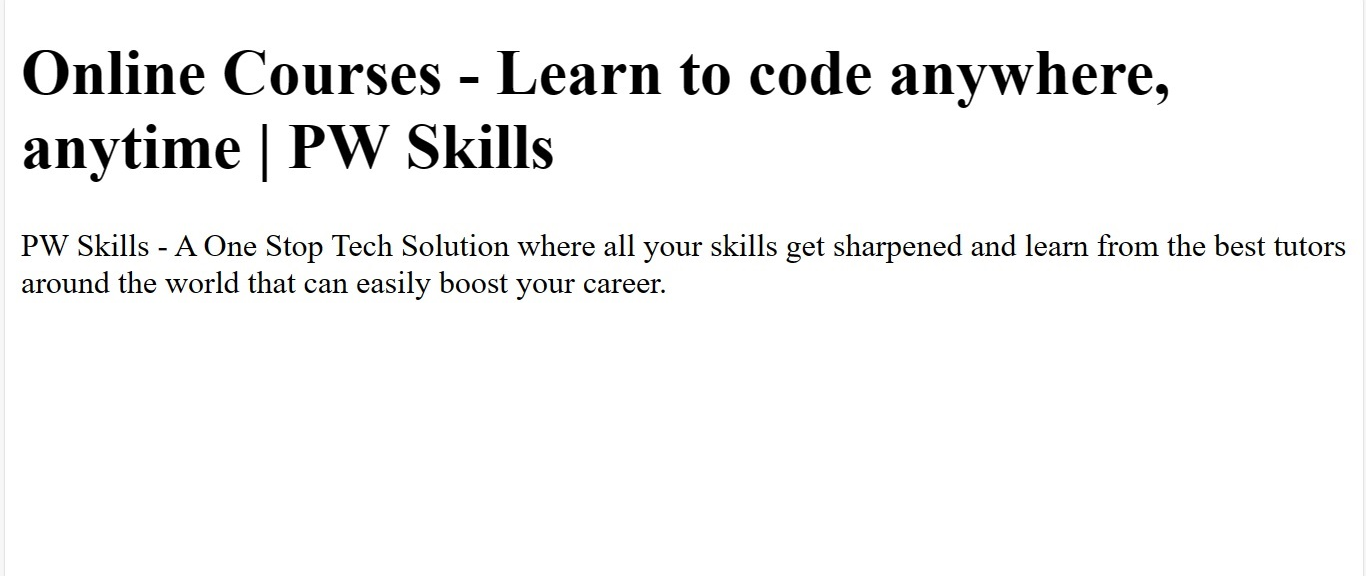 Online Courses - Learn to code anywhere,
anytime | PW Skills
PW Skills - A One Stop Tech Solution where all your skills get sharpened and learn from the best tutors
around the world that can easily boost your career.